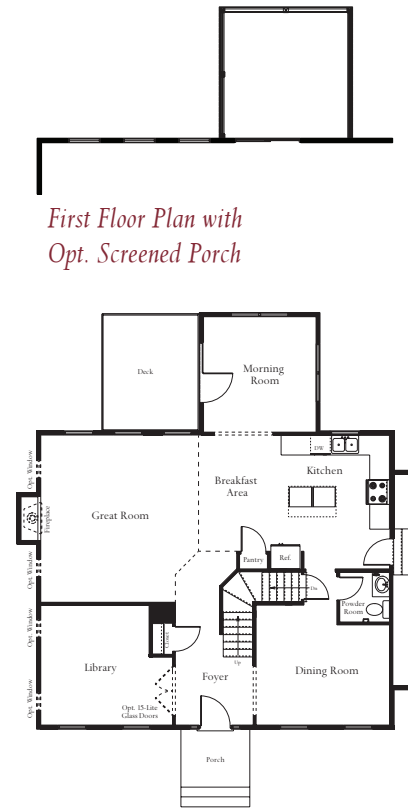 First Floor Plan with
Opt. Screened Porch
Deck
Morning
Room
Opt. Window
DW
Kitchen
Breakfast
Area
Great Room
Fireplace
Pantry
Ref.
Opt. Window
Dn
Powder
Room
Opt. Window
Library
Up
Foyer
Dining Room
Opt. Window
Opt. 15-Lite
Glass Doors
Porch